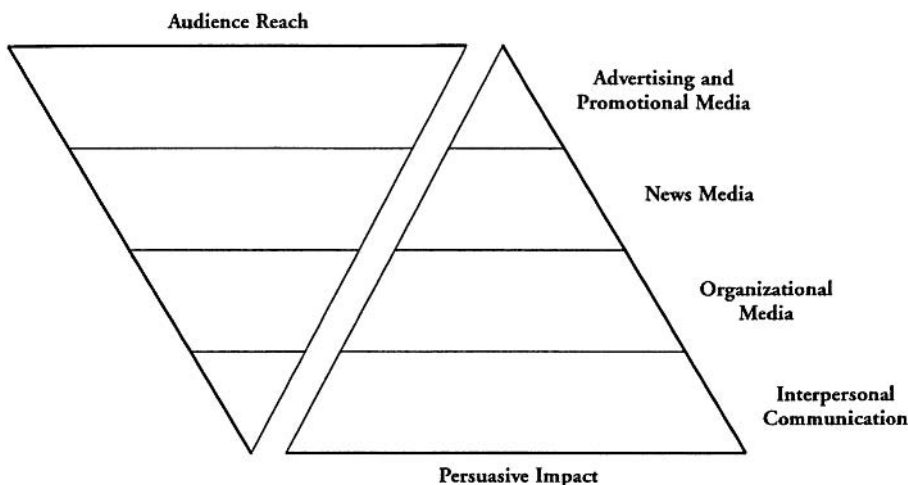 Audience Reach
Advertising and
Promotional Media
News Media
Organizational
Media
Interpersonal
Communication
Persuasive Impact